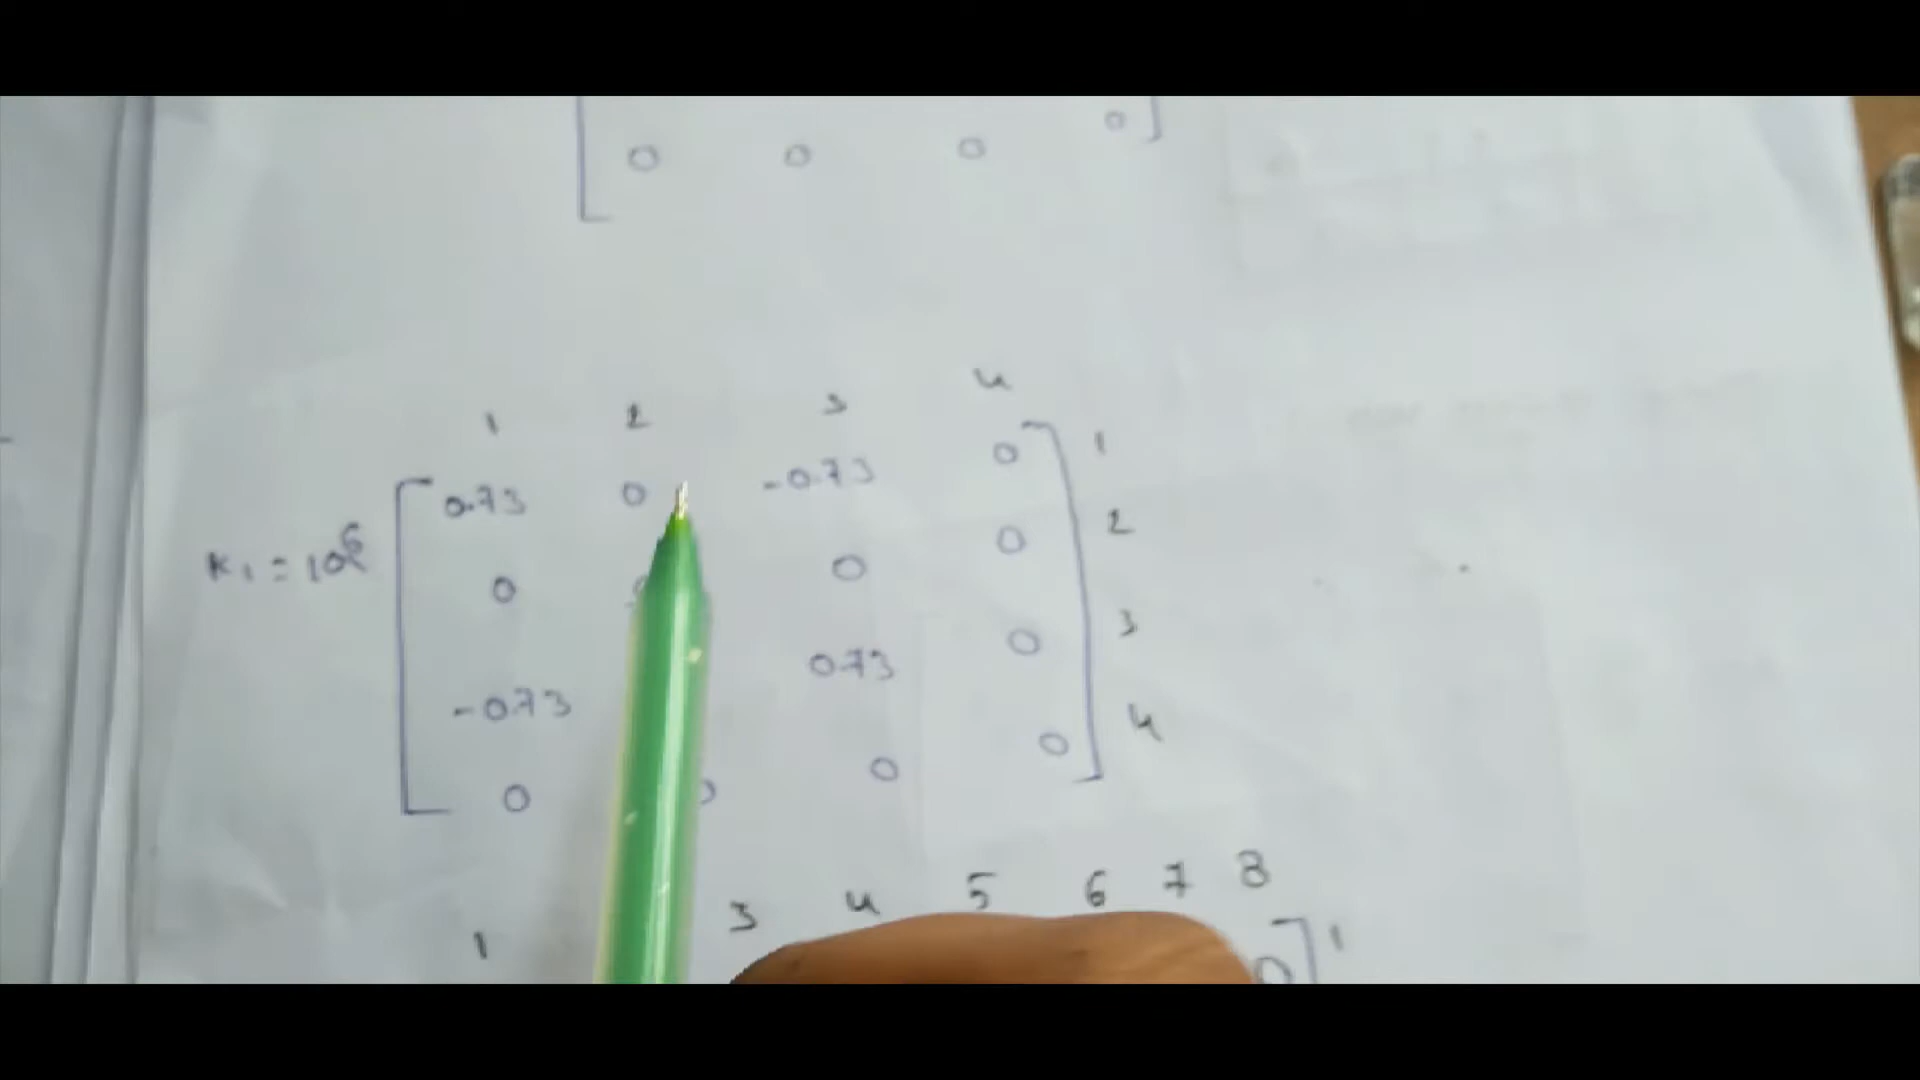 0 0 0 0
1 2 3 4
0.73 0 -0.73 0 1
K1 = 10^6
0 0 0 2
-0.73 0.73 0 3
0 0 0 4
1 3 4 5 6 7 8
0 1